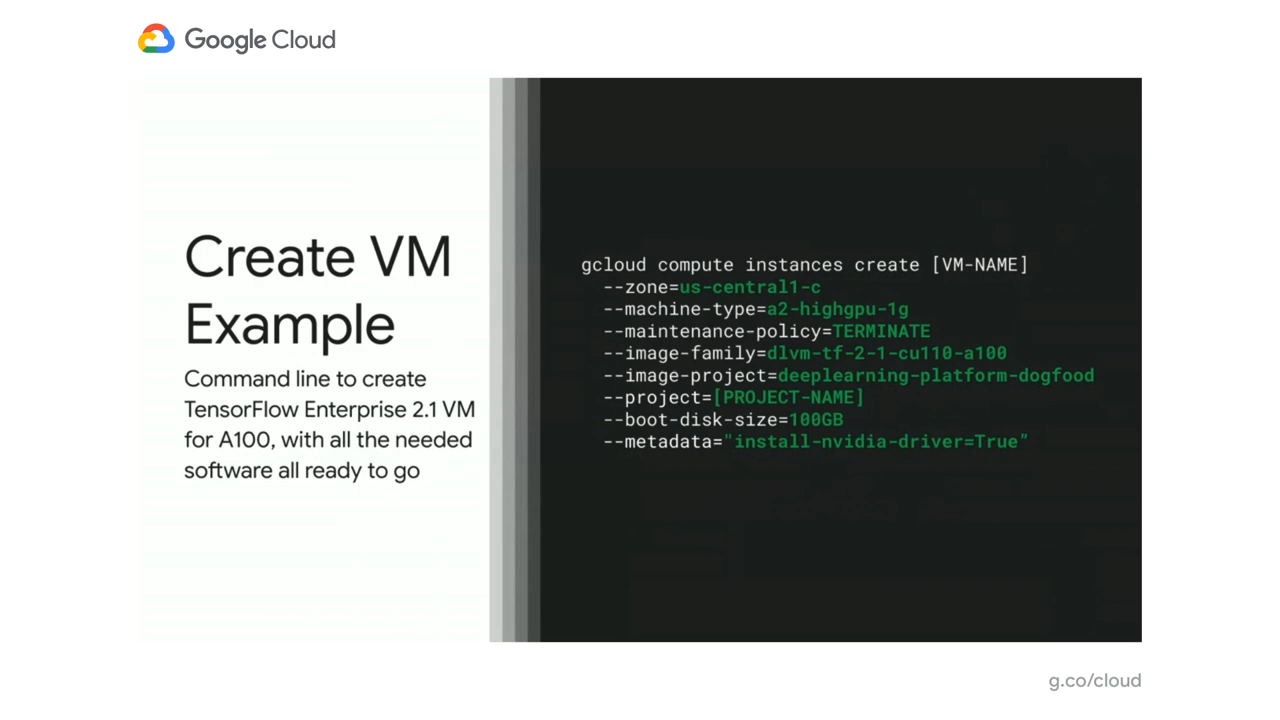 Google Cloud
Create VM
Example
Command line to create
TensorFlow Enterprise 2.1 VM
for A100, with all the needed
software all ready to go
gcloud compute instances create [VM-NAME]
--zone=us-central1-c
--machine-type=a2-highgpu-1g
--maintenance-policy=TERMINATE
--image-family=dlvm-tf-2-1-cu110-a100
--image-project=deeplearning-platform-dogfood
--project=[PROJECT-NAME]
--boot-disk-size=100GB
--metadata="install-nvidia-driver=True”
g.co/cloud